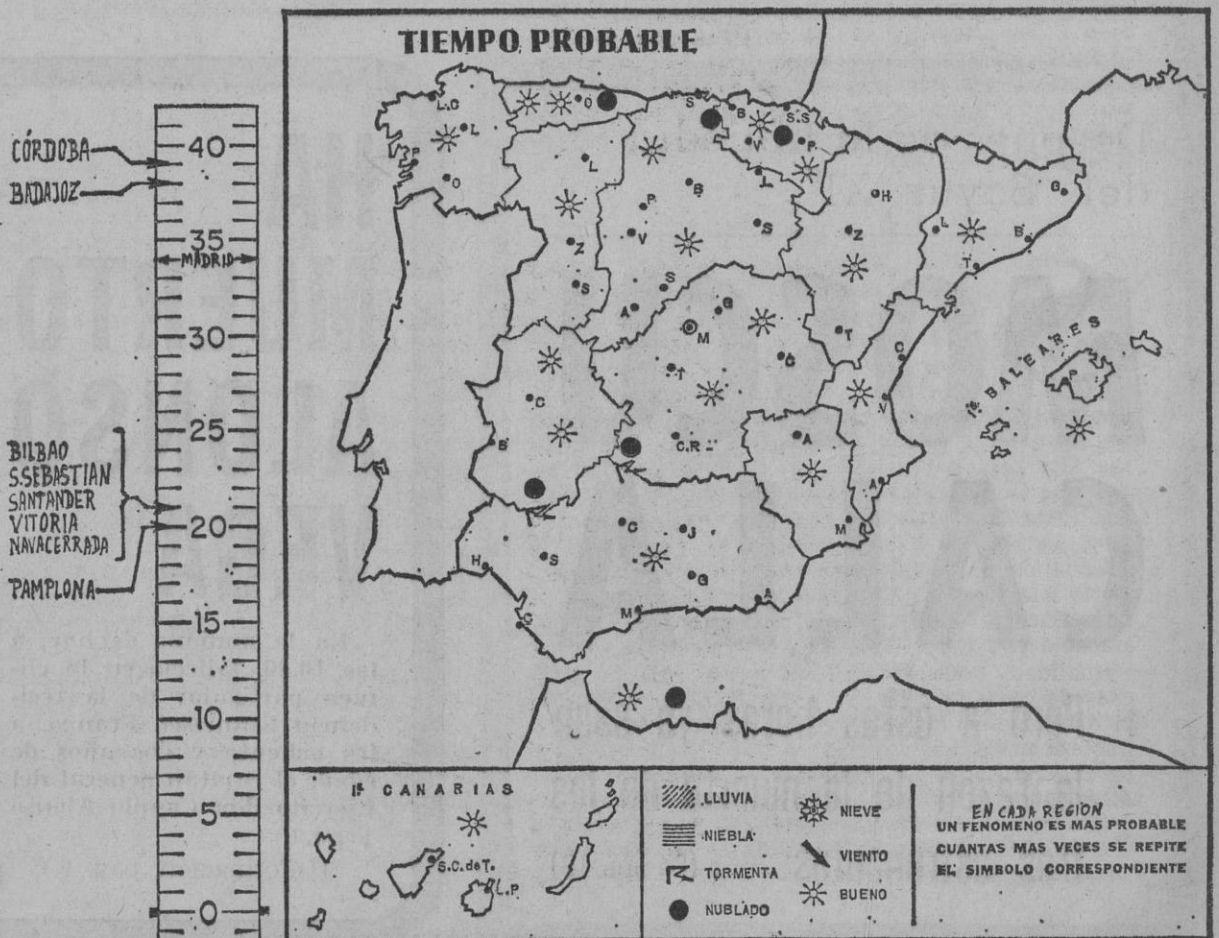 TIEMPO PROBABLE
CÓRDOBA
BADAJOZ
BILBAO
S.SEBASTIAN
SANTANDER
VITORIA
NAVACERRADA
PAMPLONA
40
35
MADRID
30
25
20
15
10
5
0
L.C
L
P
O
O
S
B
S.S
V
P
L
L
B
P
V
S
Z
S
A
S
G
M
T
C
H
Z
T
L
G
B
T
C
V
A
C
B
C.R
A
M
C
J
H
S
G
C
M
A
P
Iª BALEARES
Iª CANARIAS
S.C.de T.
L.P.
LLUVIA
NIEBLA
TORMENTA
NUBLADO
NIEVE
VIENTO
BUENO
EN CADA REGION
UN FENOMENO ES MAS PROBABLE
CUANTAS MAS VECES SE REPITE
EL SIMBOLO CORRESPONDIENTE